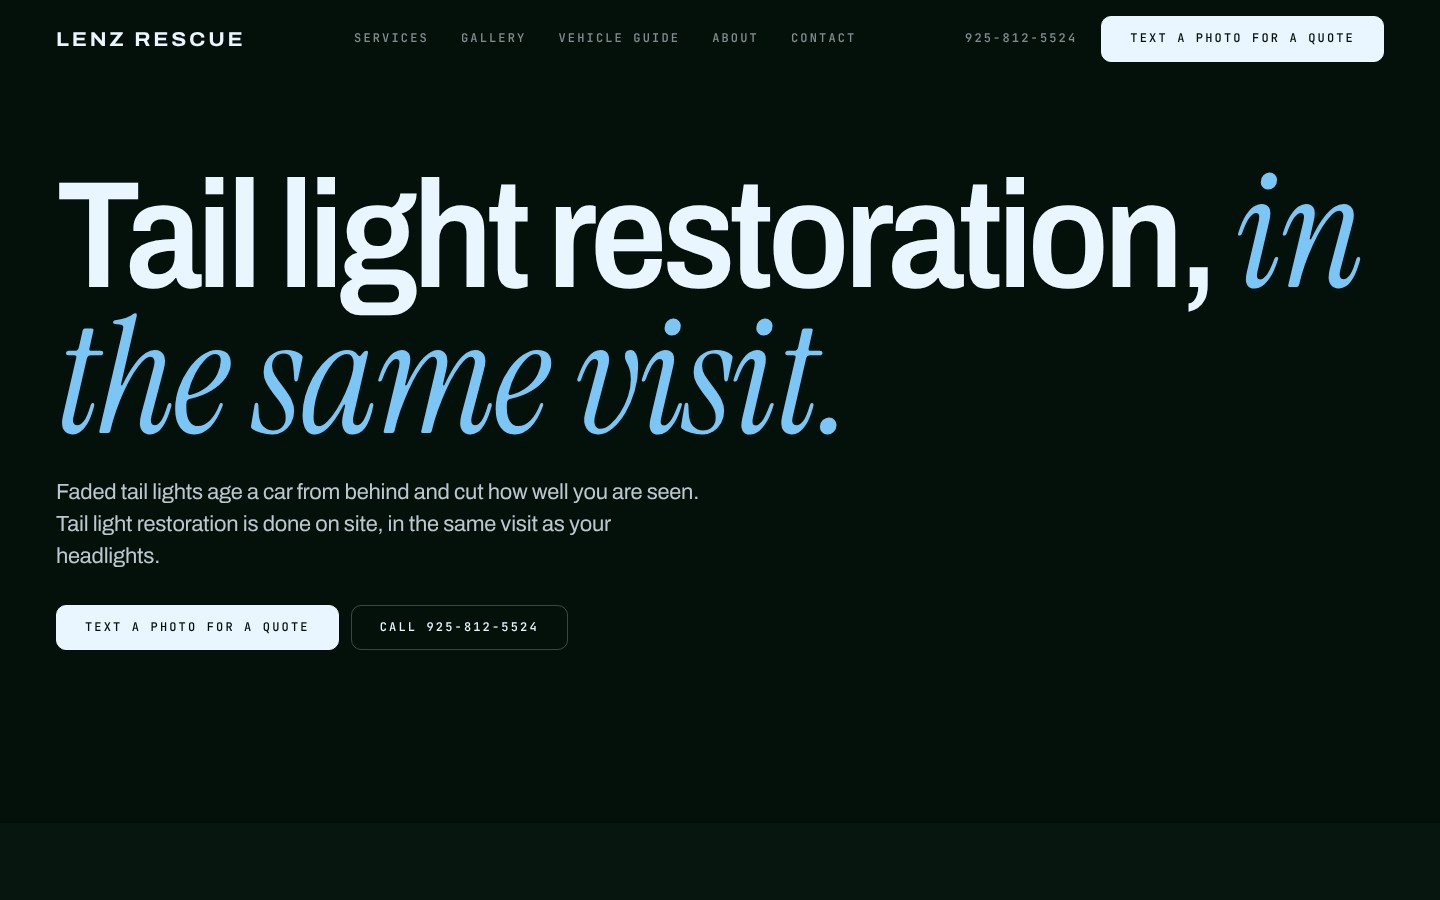 LENZ RESCUE
SERVICES
GALLERY
VEHICLE GUIDE
ABOUT
CONTACT
925-812-5524
TEXT A PHOTO FOR A QUOTE
Tail light restoration, in
the same visit.
Faded tail lights age a car from behind and cut how well you are seen.
Tail light restoration is done on site, in the same visit as your
headlights.
TEXT A PHOTO FOR A QUOTE
CALL 925-812-5524